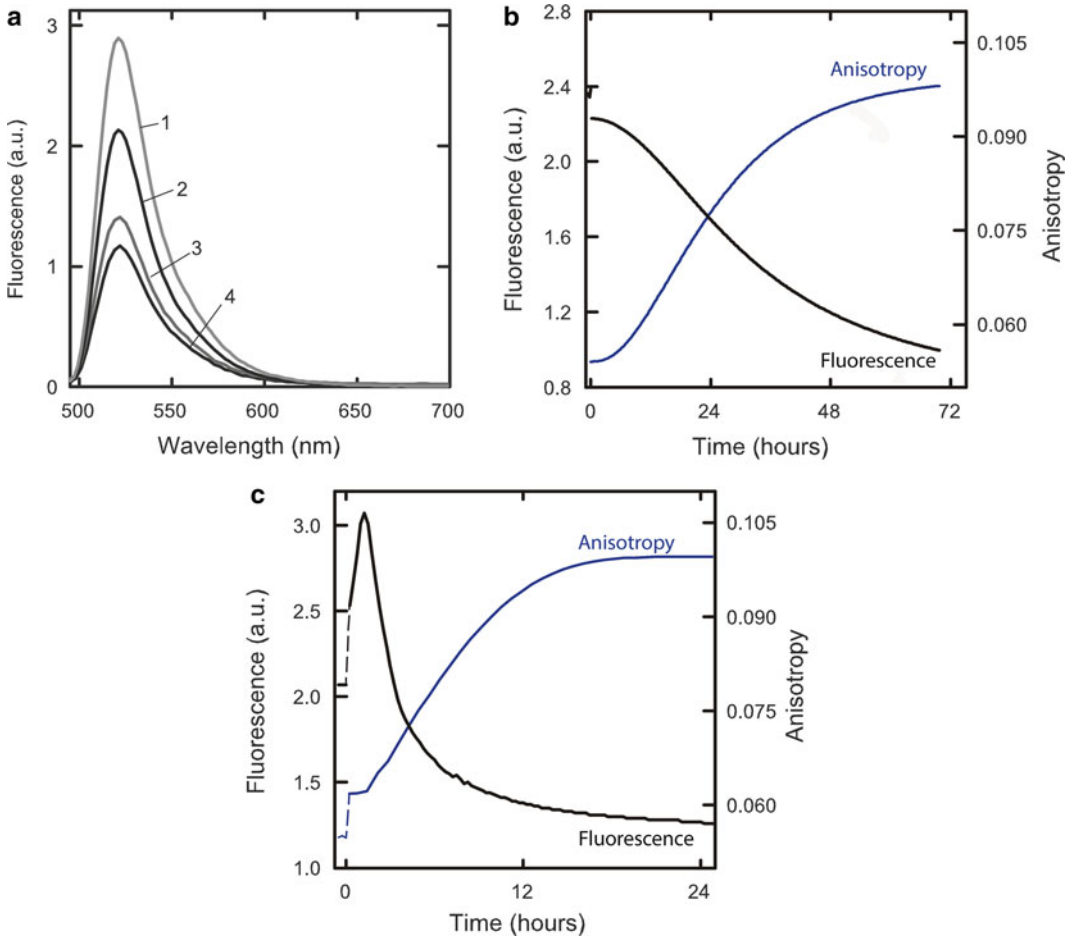 a
3
2
1
0
Fluorescence (a.u.)
1
2
3
4
500 550 600 650 700
Wavelength (nm)
b
2.8
2.4
2.0
1.6
1.2
0.8
Fluorescence (a.u.)
Anisotropy
Fluorescence
0.105
0.090
0.075
0.060
Anisotropy
0 24 48 72
Time (hours)
c
3.0
2.5
2.0
1.5
1.0
Fluorescence (a.u.)
Anisotropy
Fluorescence
0.105
0.090
0.075
0.060
Anisotropy
0 12 24
Time (hours)